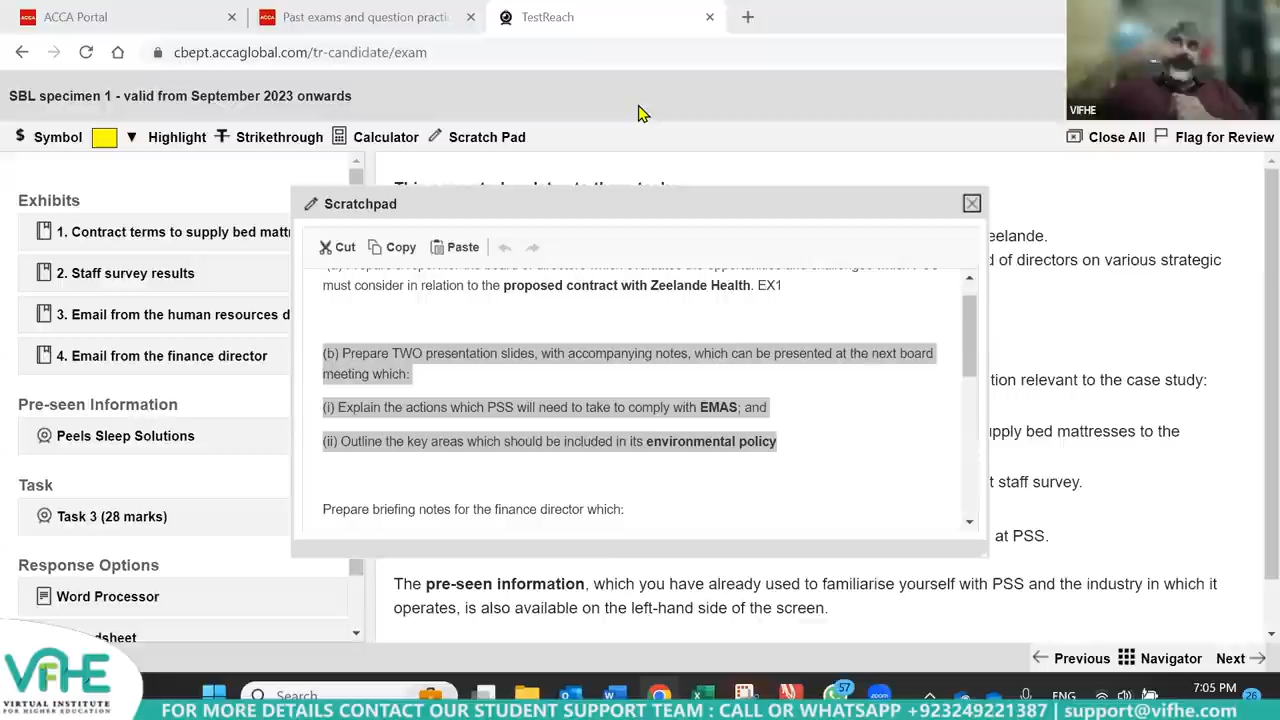 ACCA Portal
Past exams and question practi
TestReach
cbept.accaglobal.com/tr-candidate/exam
SBL specimen 1 - valid from September 2023 onwards
VIFHE
$ Symbol Highlight Strikethrough Calculator Scratch Pad Close All Flag for Review
Exhibits
1. Contract terms to supply bed matt
2. Staff survey results
3. Email from the human resources d
4. Email from the finance director
Pre-seen Information
Peels Sleep Solutions
Task
Task 3 (28 marks)
Response Options
Word Processor
Scratchpad
Cut Copy Paste
must consider in relation to the proposed contract with Zeelande Health. EX1
(b) Prepare TWO presentation slides, with accompanying notes, which can be presented at the next board
meeting which:
(i) Explain the actions which PSS will need to take to comply with EMAS; and
(ii) Outline the key areas which should be included in its environmental policy
Prepare briefing notes for the finance director which:
eelande.
d of directors on various strategic
tion relevant to the case study:
upply bed mattresses to the
t staff survey.
at PSS.
The pre-seen information, which you have already used to familiarise yourself with PSS and the industry in which it
operates, is also available on the left-hand side of the screen.
Previous Navigator Next
Search
57
zoom
ENG
7:05 PM
26
VIFHE
VIRTUAL INSTITUTE
FOR HIGHER EDUCATION
FOR MORE DETAILS CONTACT OUR STUDENT SUPPORT TEAM : CALL OR WHATSAPP +923249221387 | support@vifhe.com